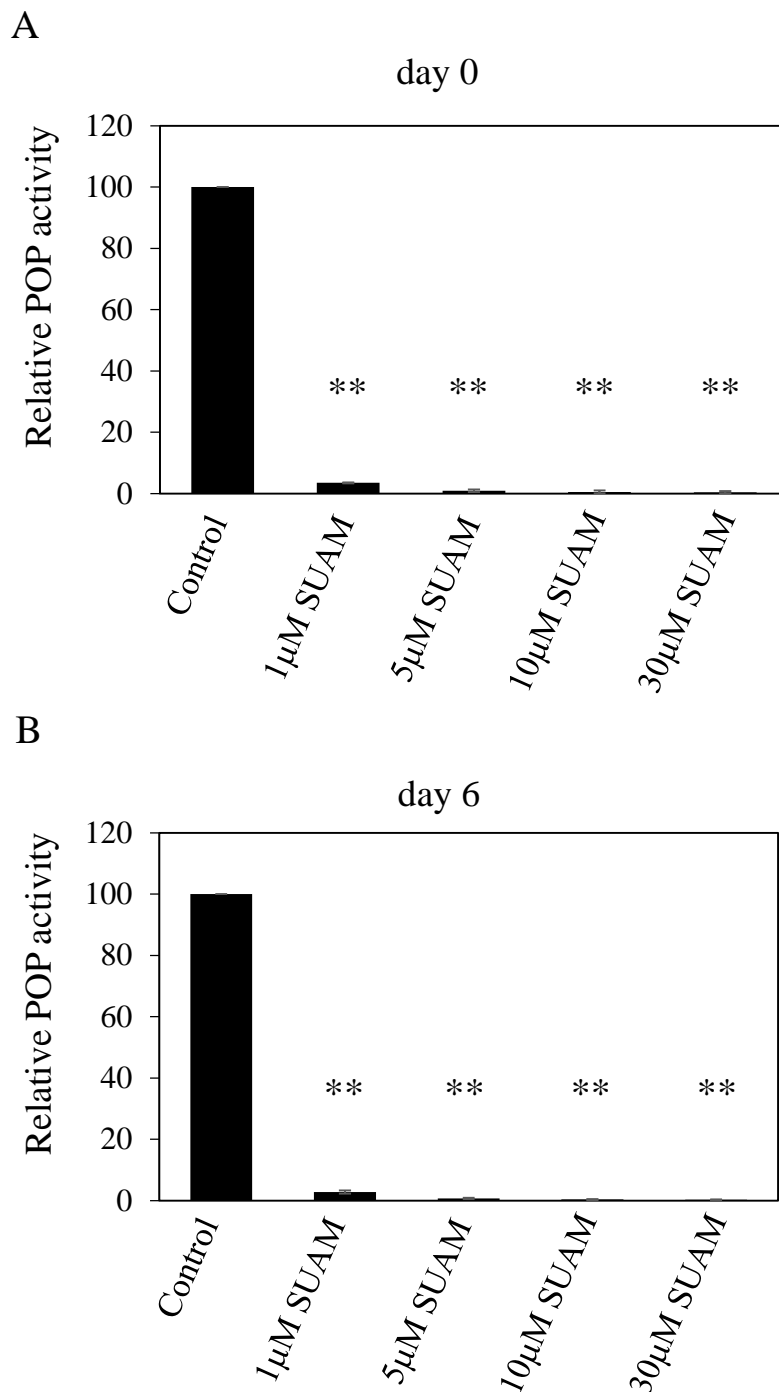 A
day 0
Relative POP activity
120
100
80
60
40
20
0
** ** ** **
Control
1μM SUAM
5μM SUAM
10μM SUAM
30μM SUAM
B
day 6
Relative POP activity
120
100
80
60
40
20
0
** ** ** **
Control
1μM SUAM
5μM SUAM
10μM SUAM
30μM SUAM